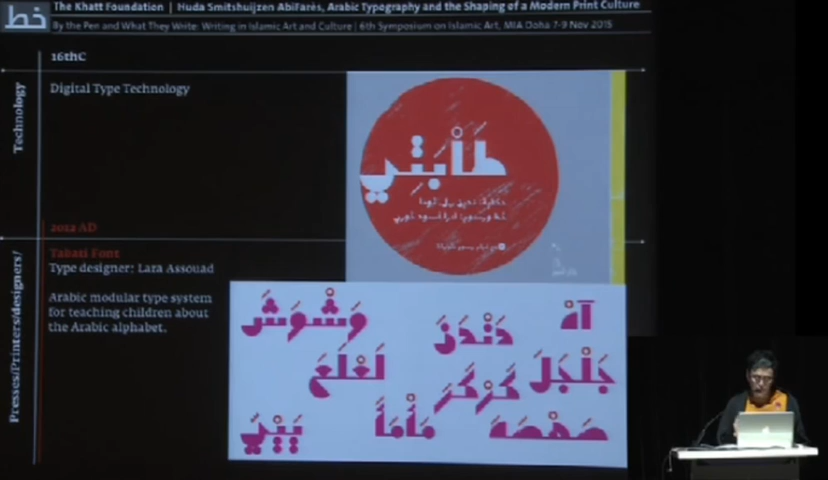 خط
The Khatt Foundation | Huda Smitshuijzen AbiFarès, Arabic Typography and the Shaping of a Modern Print Culture
By the Pen and What They Write: Writing in Islamic Art and Culture | 6th Symposium on Islamic Art, MIA Doha 7-9 Nov 2015
16thC
Technology
Digital Type Technology
طَابَتِي
2012 AD
Presses/Printers/designers/
Tabati Font
Type designer: Lara Assouad
Arabic modular type system
for teaching children about
the Arabic alphabet.
وَشْوَشَ
دَنْدَنَ
آهْ
لَعْلَعَ
كَرْكَرَ
جَلْجَلَ
مَأْمَأَ
صَهْصَهَ